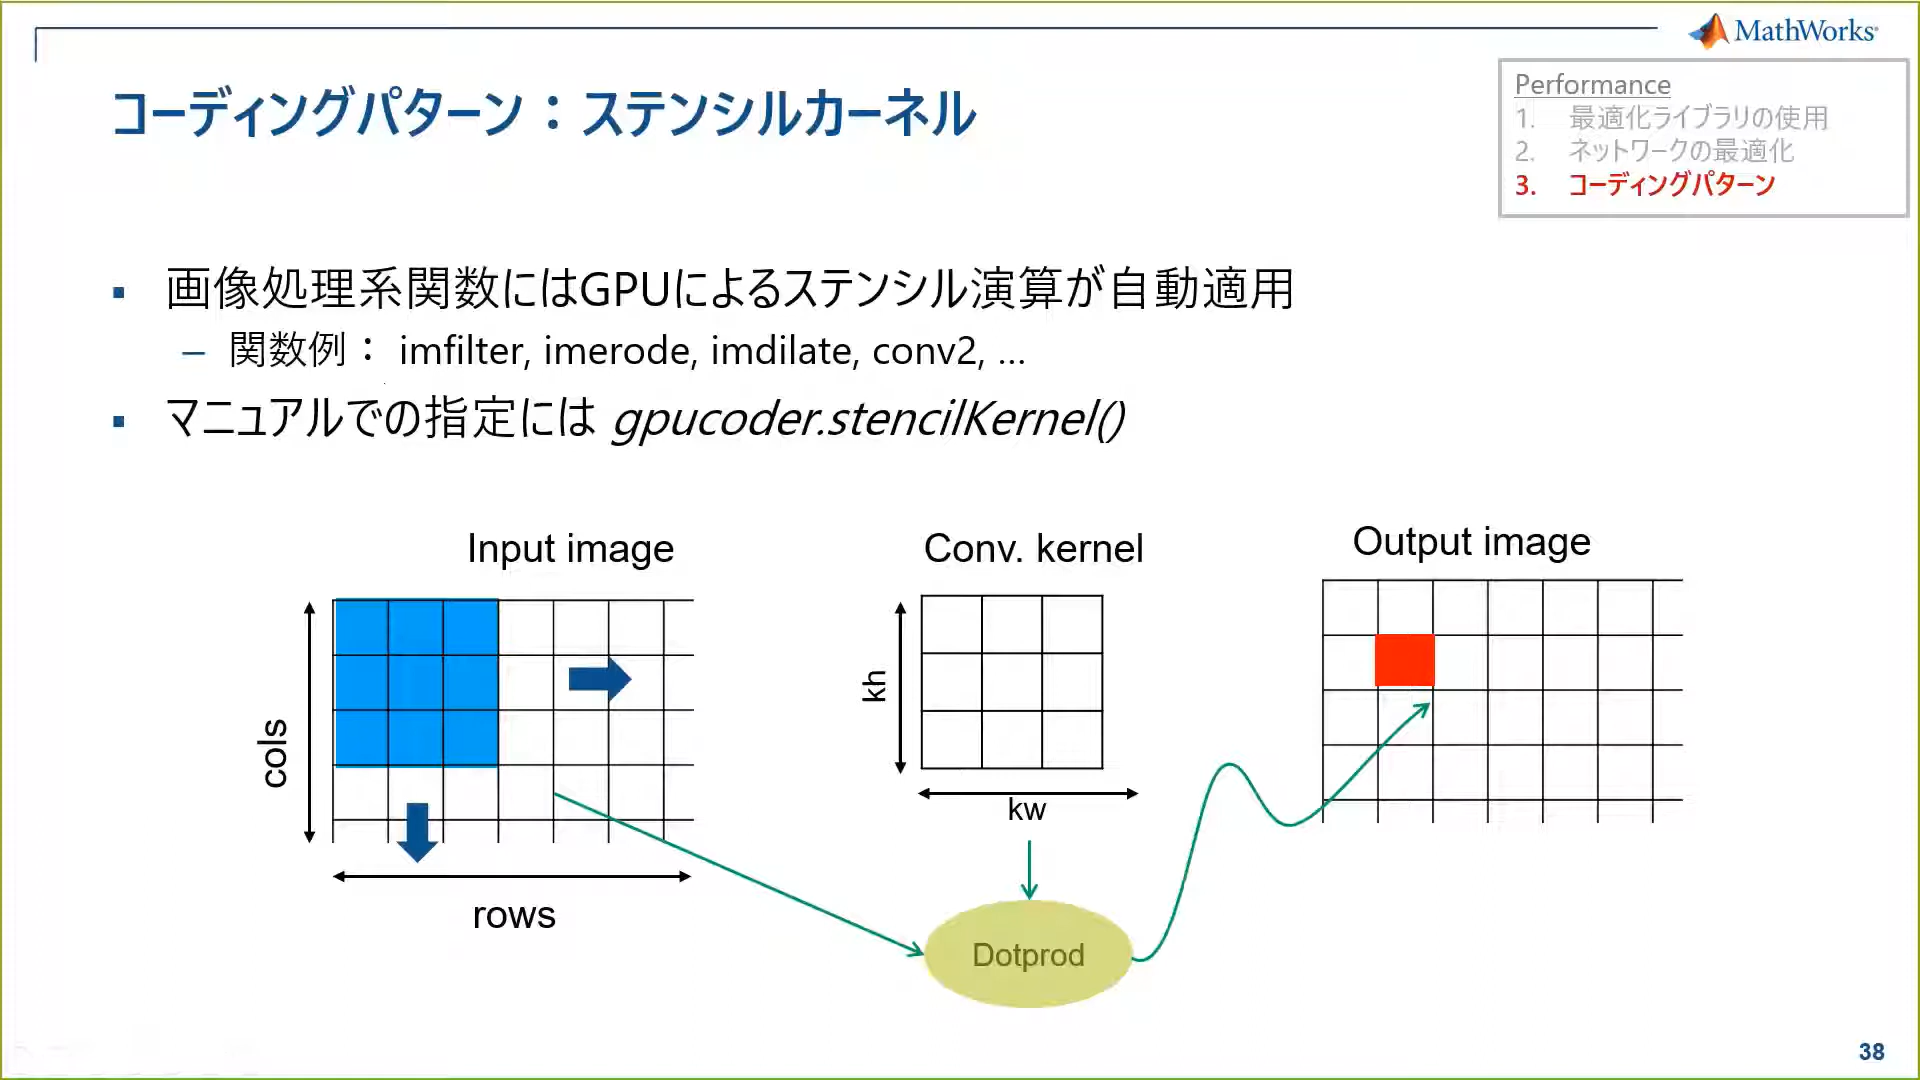 MathWorks
コーディングパターン：ステンシルカーネル
Performance
1. 最適化ライブラリの使用
2. ネットワークの最適化
3. コーディングパターン
▪ 画像処理系関数にはGPUによるステンシル演算が自動適用
– 関数例： imfilter, imerode, imdilate, conv2, ...
▪ マニュアルでの指定には gpucoder.stencilKernel()
Input image
Conv. kernel
Output image
cols
rows
kh
kw
Dotprod
38